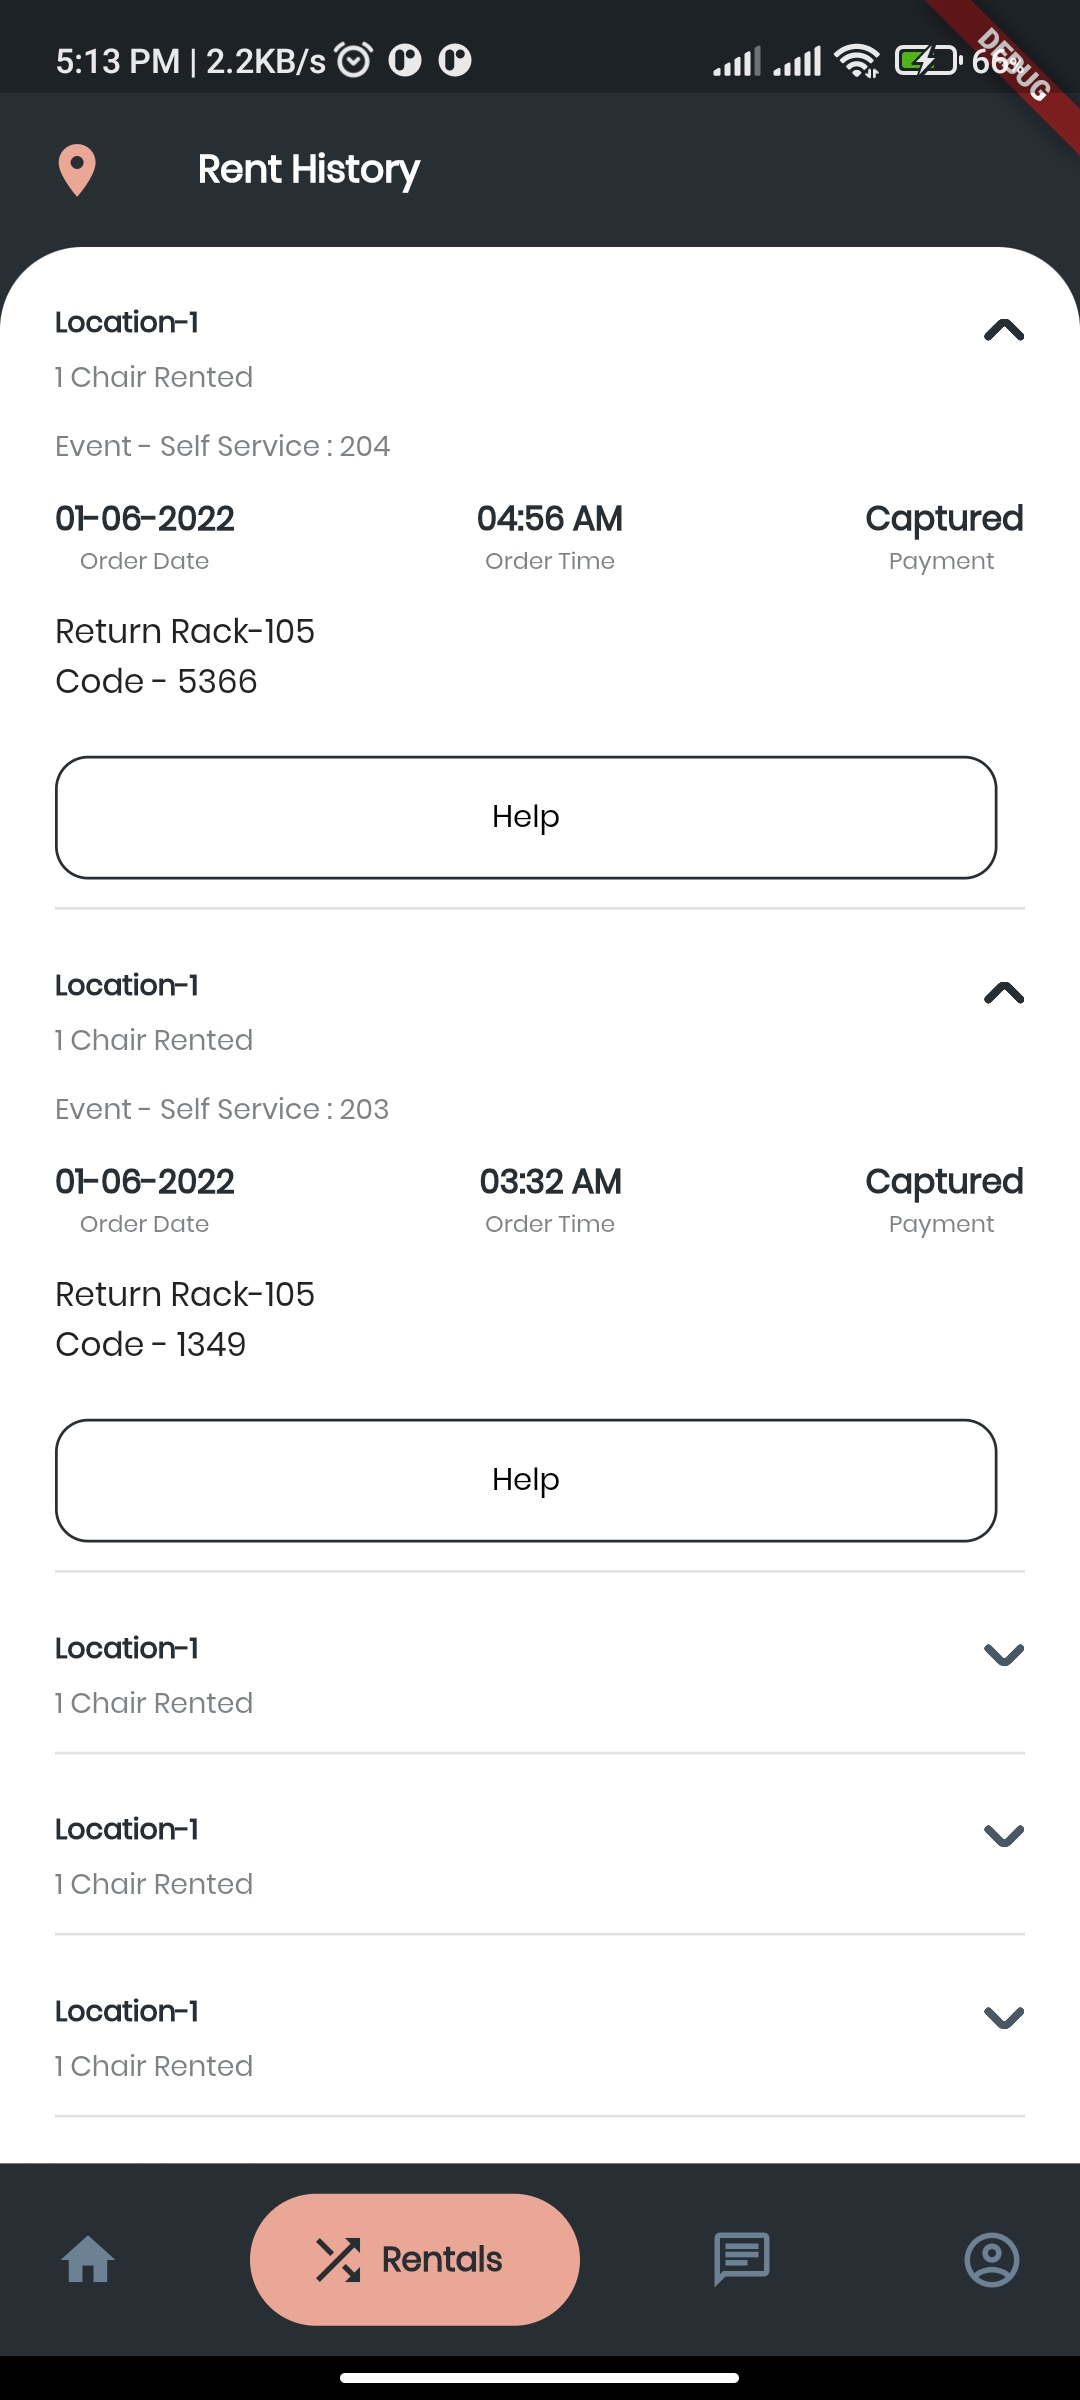 5:13 PM | 2.2KB/s
66%
DEBUG
Rent History
Location-1
1 Chair Rented
Event - Self Service : 204
01-06-2022 04:56 AM Captured
Order Date Order Time Payment
Return Rack-105
Code - 5366
Help
Location-1
1 Chair Rented
Event - Self Service : 203
01-06-2022 03:32 AM Captured
Order Date Order Time Payment
Return Rack-105
Code - 1349
Help
Location-1
1 Chair Rented
Location-1
1 Chair Rented
Location-1
1 Chair Rented
Rentals